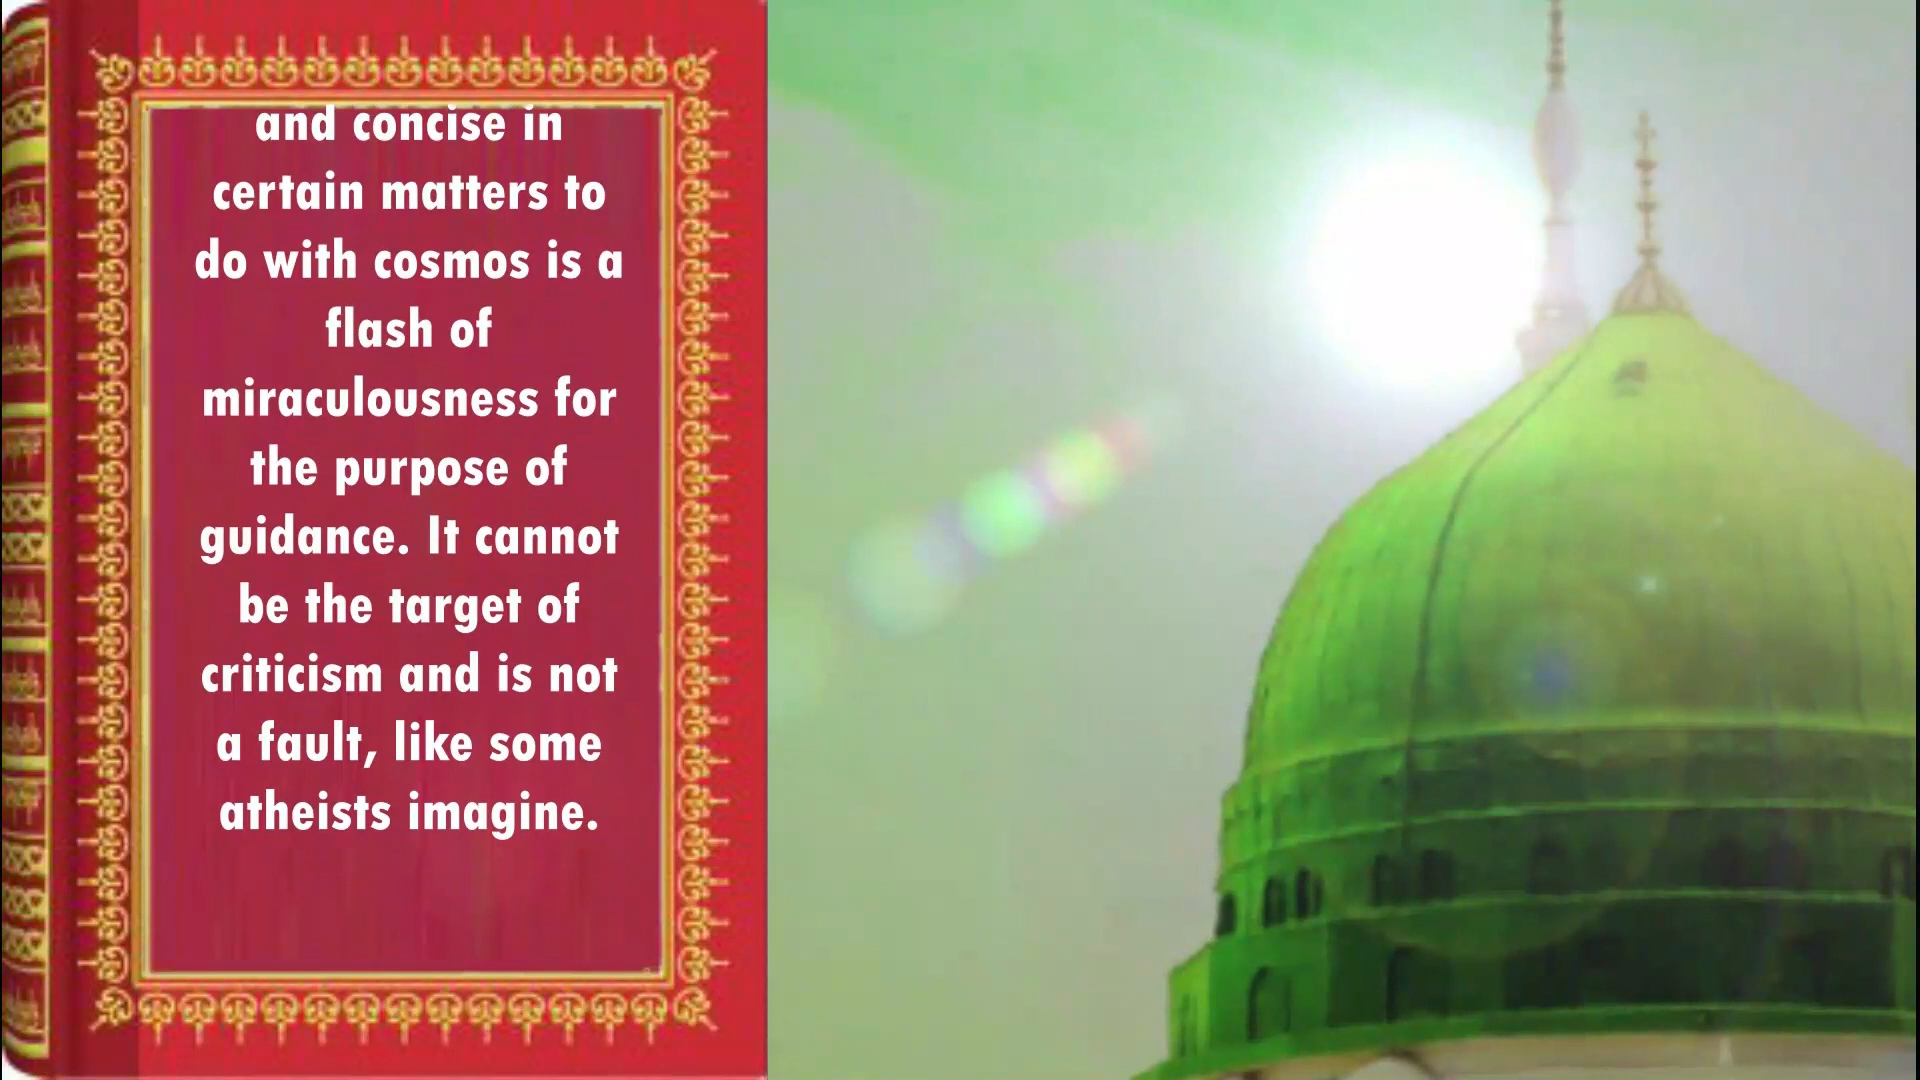 and concise in
certain matters to
do with cosmos is a
flash of
miraculousness for
the purpose of
guidance. It cannot
be the target of
criticism and is not
a fault, like some
atheists imagine.